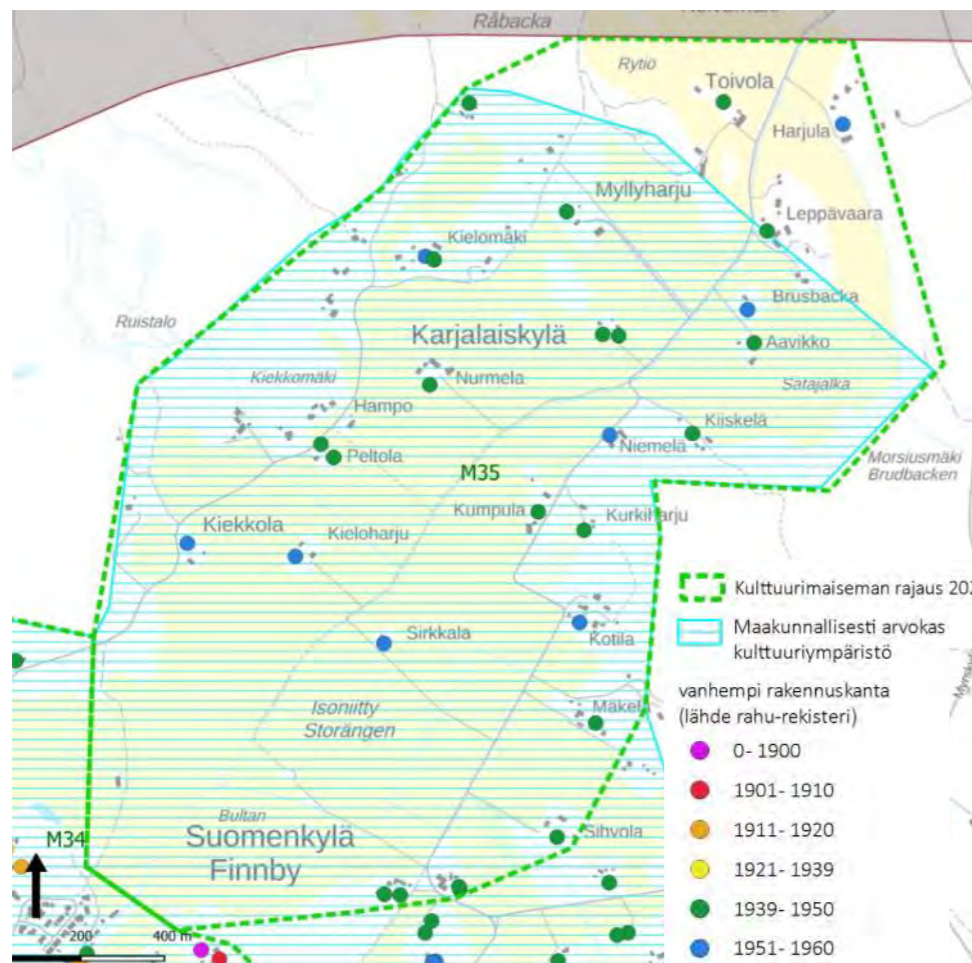 Råbacka
Rytiö
Toivola
Harjula
Myllyharju
Leppävaara
Kielomäki
Brusbacka
Ruistalo
Karjalaiskylä
Aavikko
Kiekkomäki
Nurmela
Satajalka
Hampo
Kiiskelä
Niemelä
Peltola
Morsiusmäki
Brudbacken
M35
Kumpula
Kurkiharju
Kiekkola
Kieloharju
Kulttuurimaiseman rajaus 202
Sirkkala
Kotila
Maakunnallisesti arvokas
kulttuuriympäristö
vanhempi rakennuskanta
(lähde rahu-rekisteri)
Isoniitty
Storängen
Mäkel
0- 1900
1901- 1910
1911- 1920
1921- 1939
1939- 1950
1951- 1960
Bultan
Suomenkylä
Finnby
Sihvola
M34
200
400 m